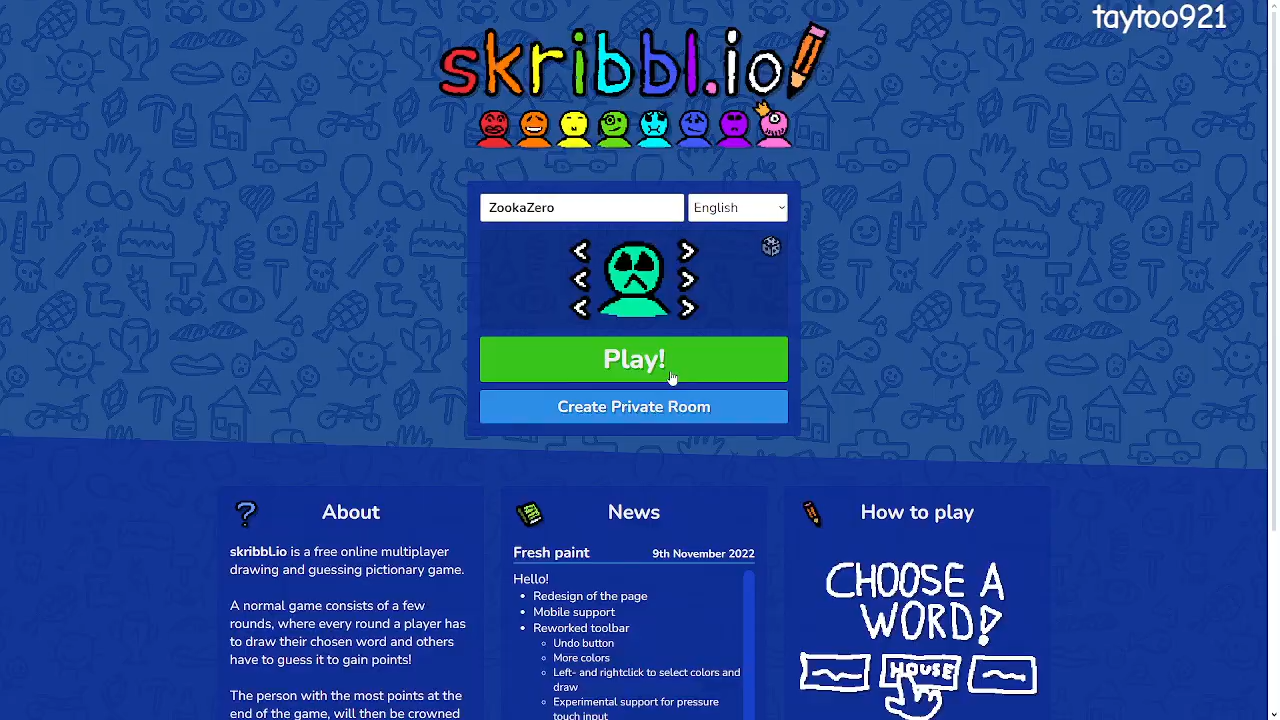 taytoo921
skribbl.io
ZookaZero
English
Play!
Create Private Room
About
skribbl.io is a free online multiplayer
drawing and guessing pictionary game.
A normal game consists of a few
rounds, where every round a player has
to draw their chosen word and others
have to guess it to gain points!
The person with the most points at the
end of the game, will then be crowned
News
Fresh paint
9th November 2022
Hello!
Redesign of the page
Mobile support
Reworked toolbar
Undo button
More colors
Left- and rightclick to select colors and
draw
Experimental support for pressure
touch input
How to play
CHOOSE A
WORD!
HOUSE